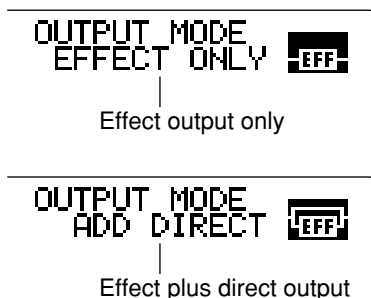 OUTPUT MODE
EFFECT ONLY EFF
Effect output only
OUTPUT MODE
ADD DIRECT EFF
Effect plus direct output